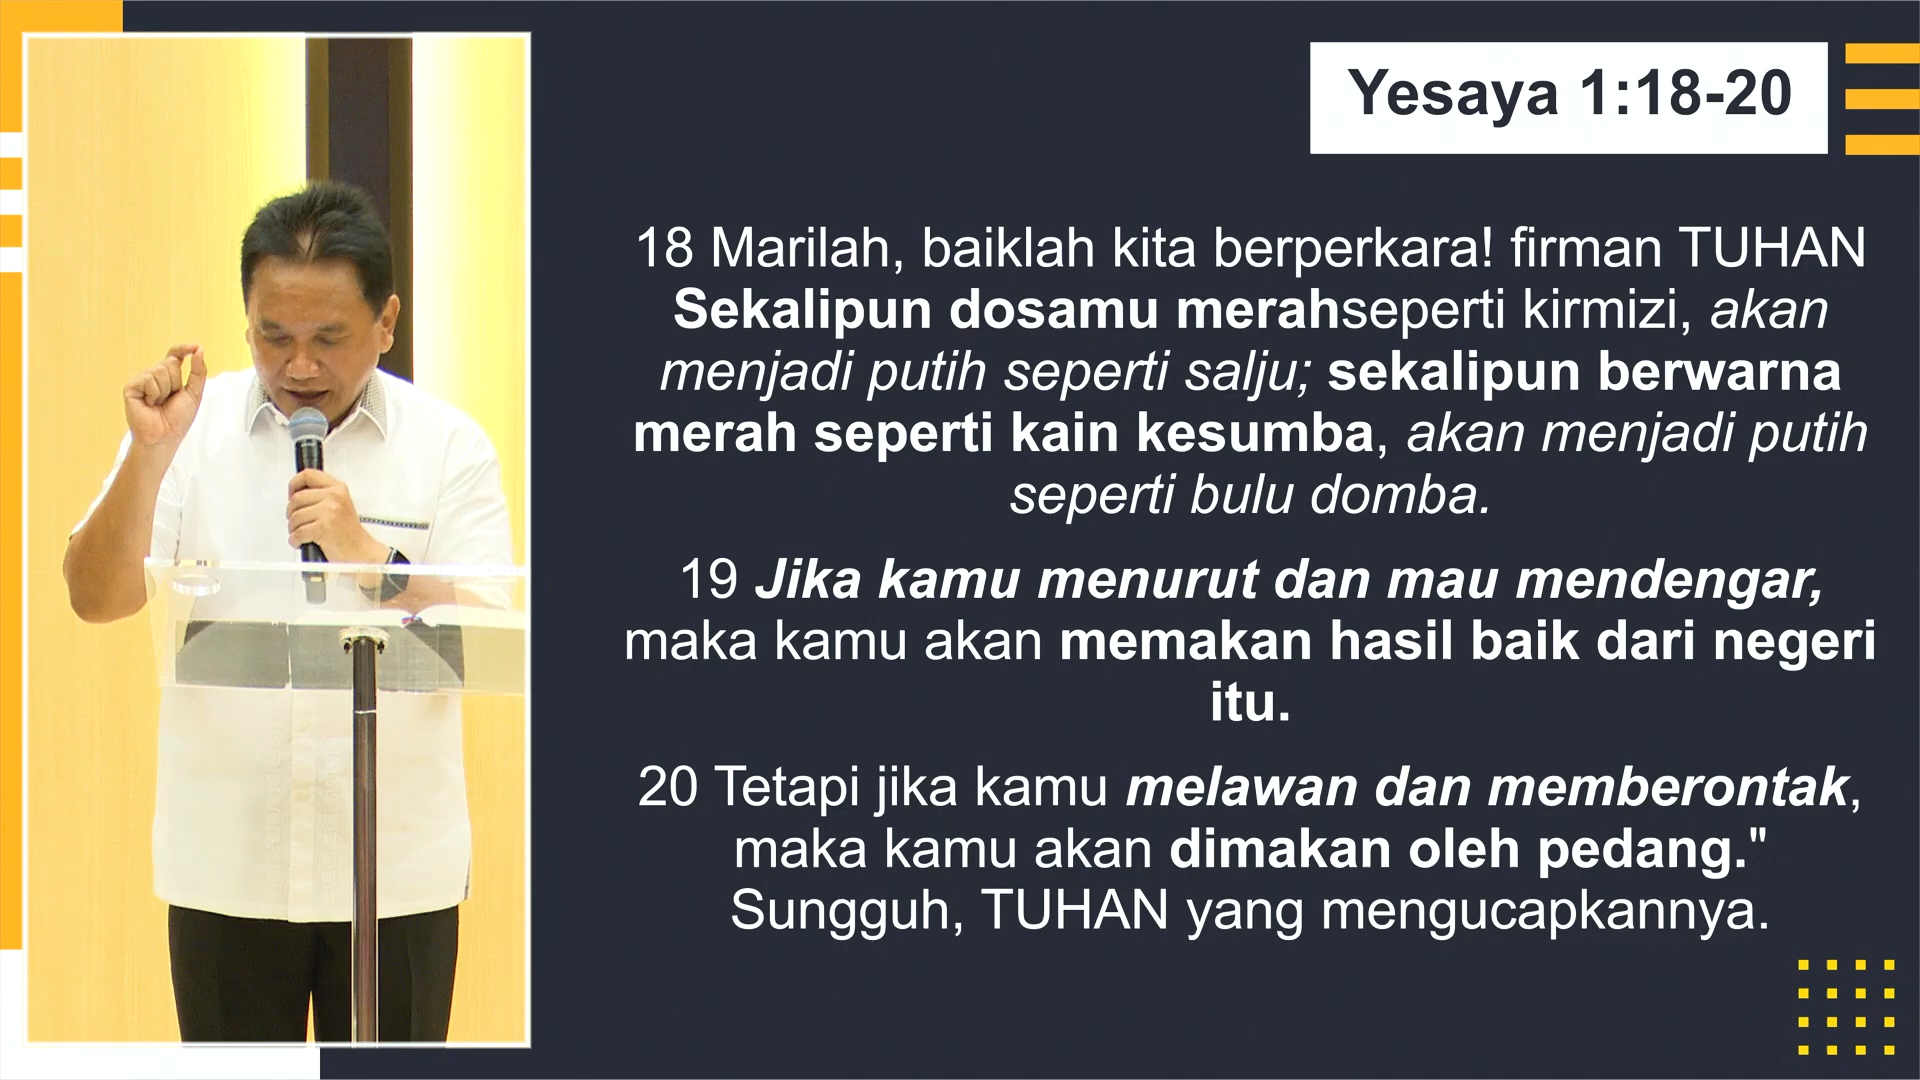 Yesaya 1:18-20
18 Marilah, baiklah kita berperkara! firman TUHAN
Sekalipun dosamu merahseperti kirmizi, akan
menjadi putih seperti salju; sekalipun berwarna
merah seperti kain kesumba, akan menjadi putih
seperti bulu domba.
19 Jika kamu menurut dan mau mendengar,
maka kamu akan memakan hasil baik dari negeri
itu.
20 Tetapi jika kamu melawan dan memberontak,
maka kamu akan dimakan oleh pedang."
Sungguh, TUHAN yang mengucapkannya.